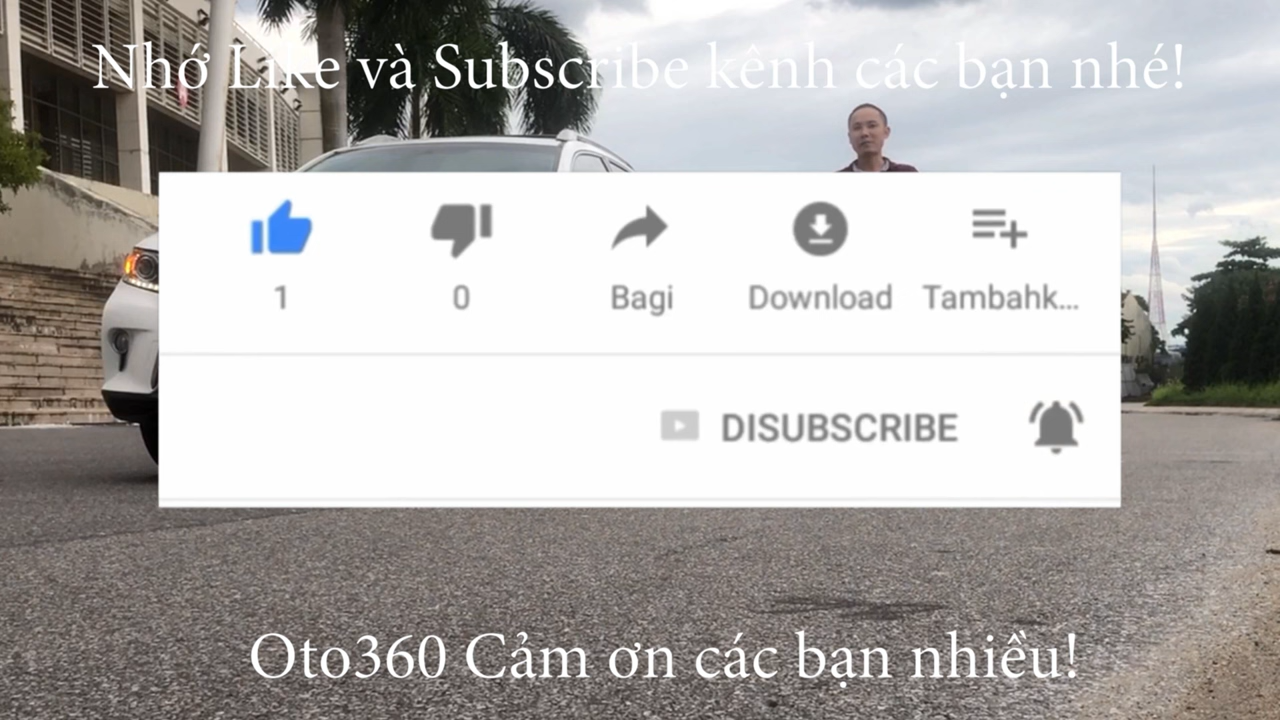 Nhớ Like và Subscribe kênh các bạn nhé!
1 0 Bagi Download Tambahk...
DISUBSCRIBE
Oto360 Cảm ơn các bạn nhiều!